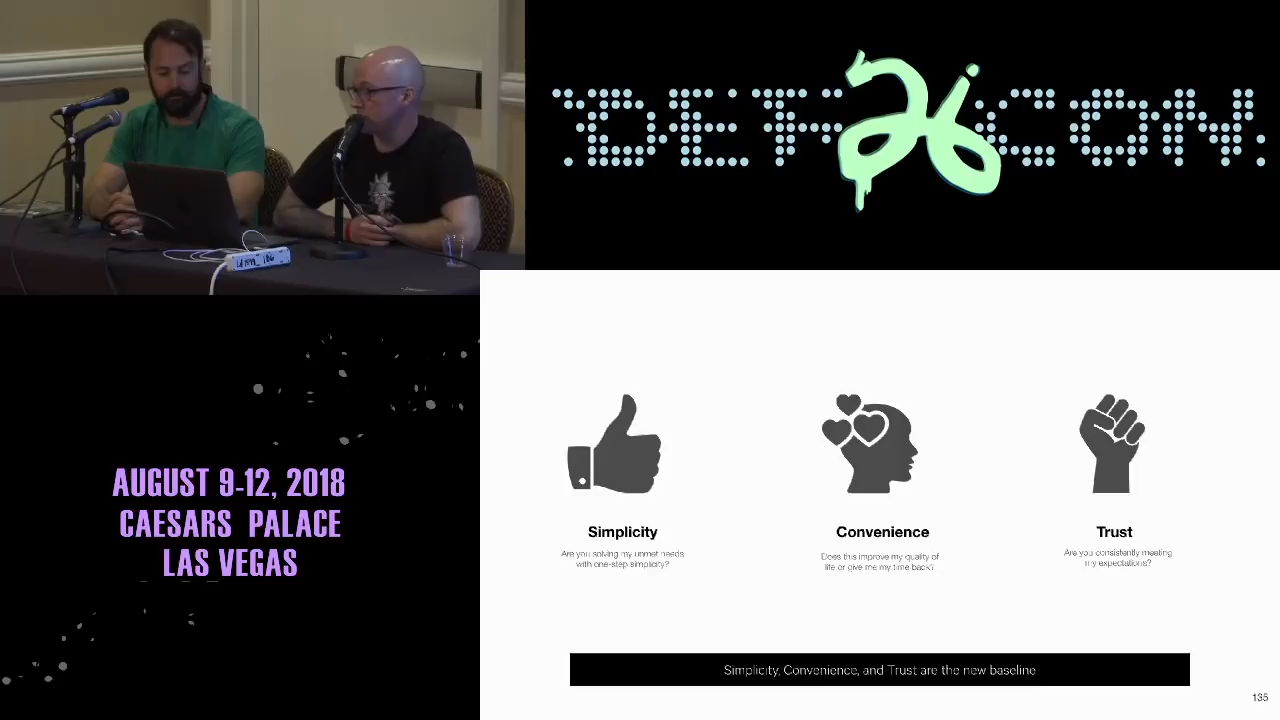 DEF 26 CON
AUGUST 9-12, 2018
CAESARS PALACE
LAS VEGAS
Simplicity
Are you solving my unmet needs
with one-step simplicity?
Convenience
Does this improve my quality of
life or give me my time back?
Trust
Are you consistently meeting
my expectations?
Simplicity, Convenience, and Trust are the new baseline
135